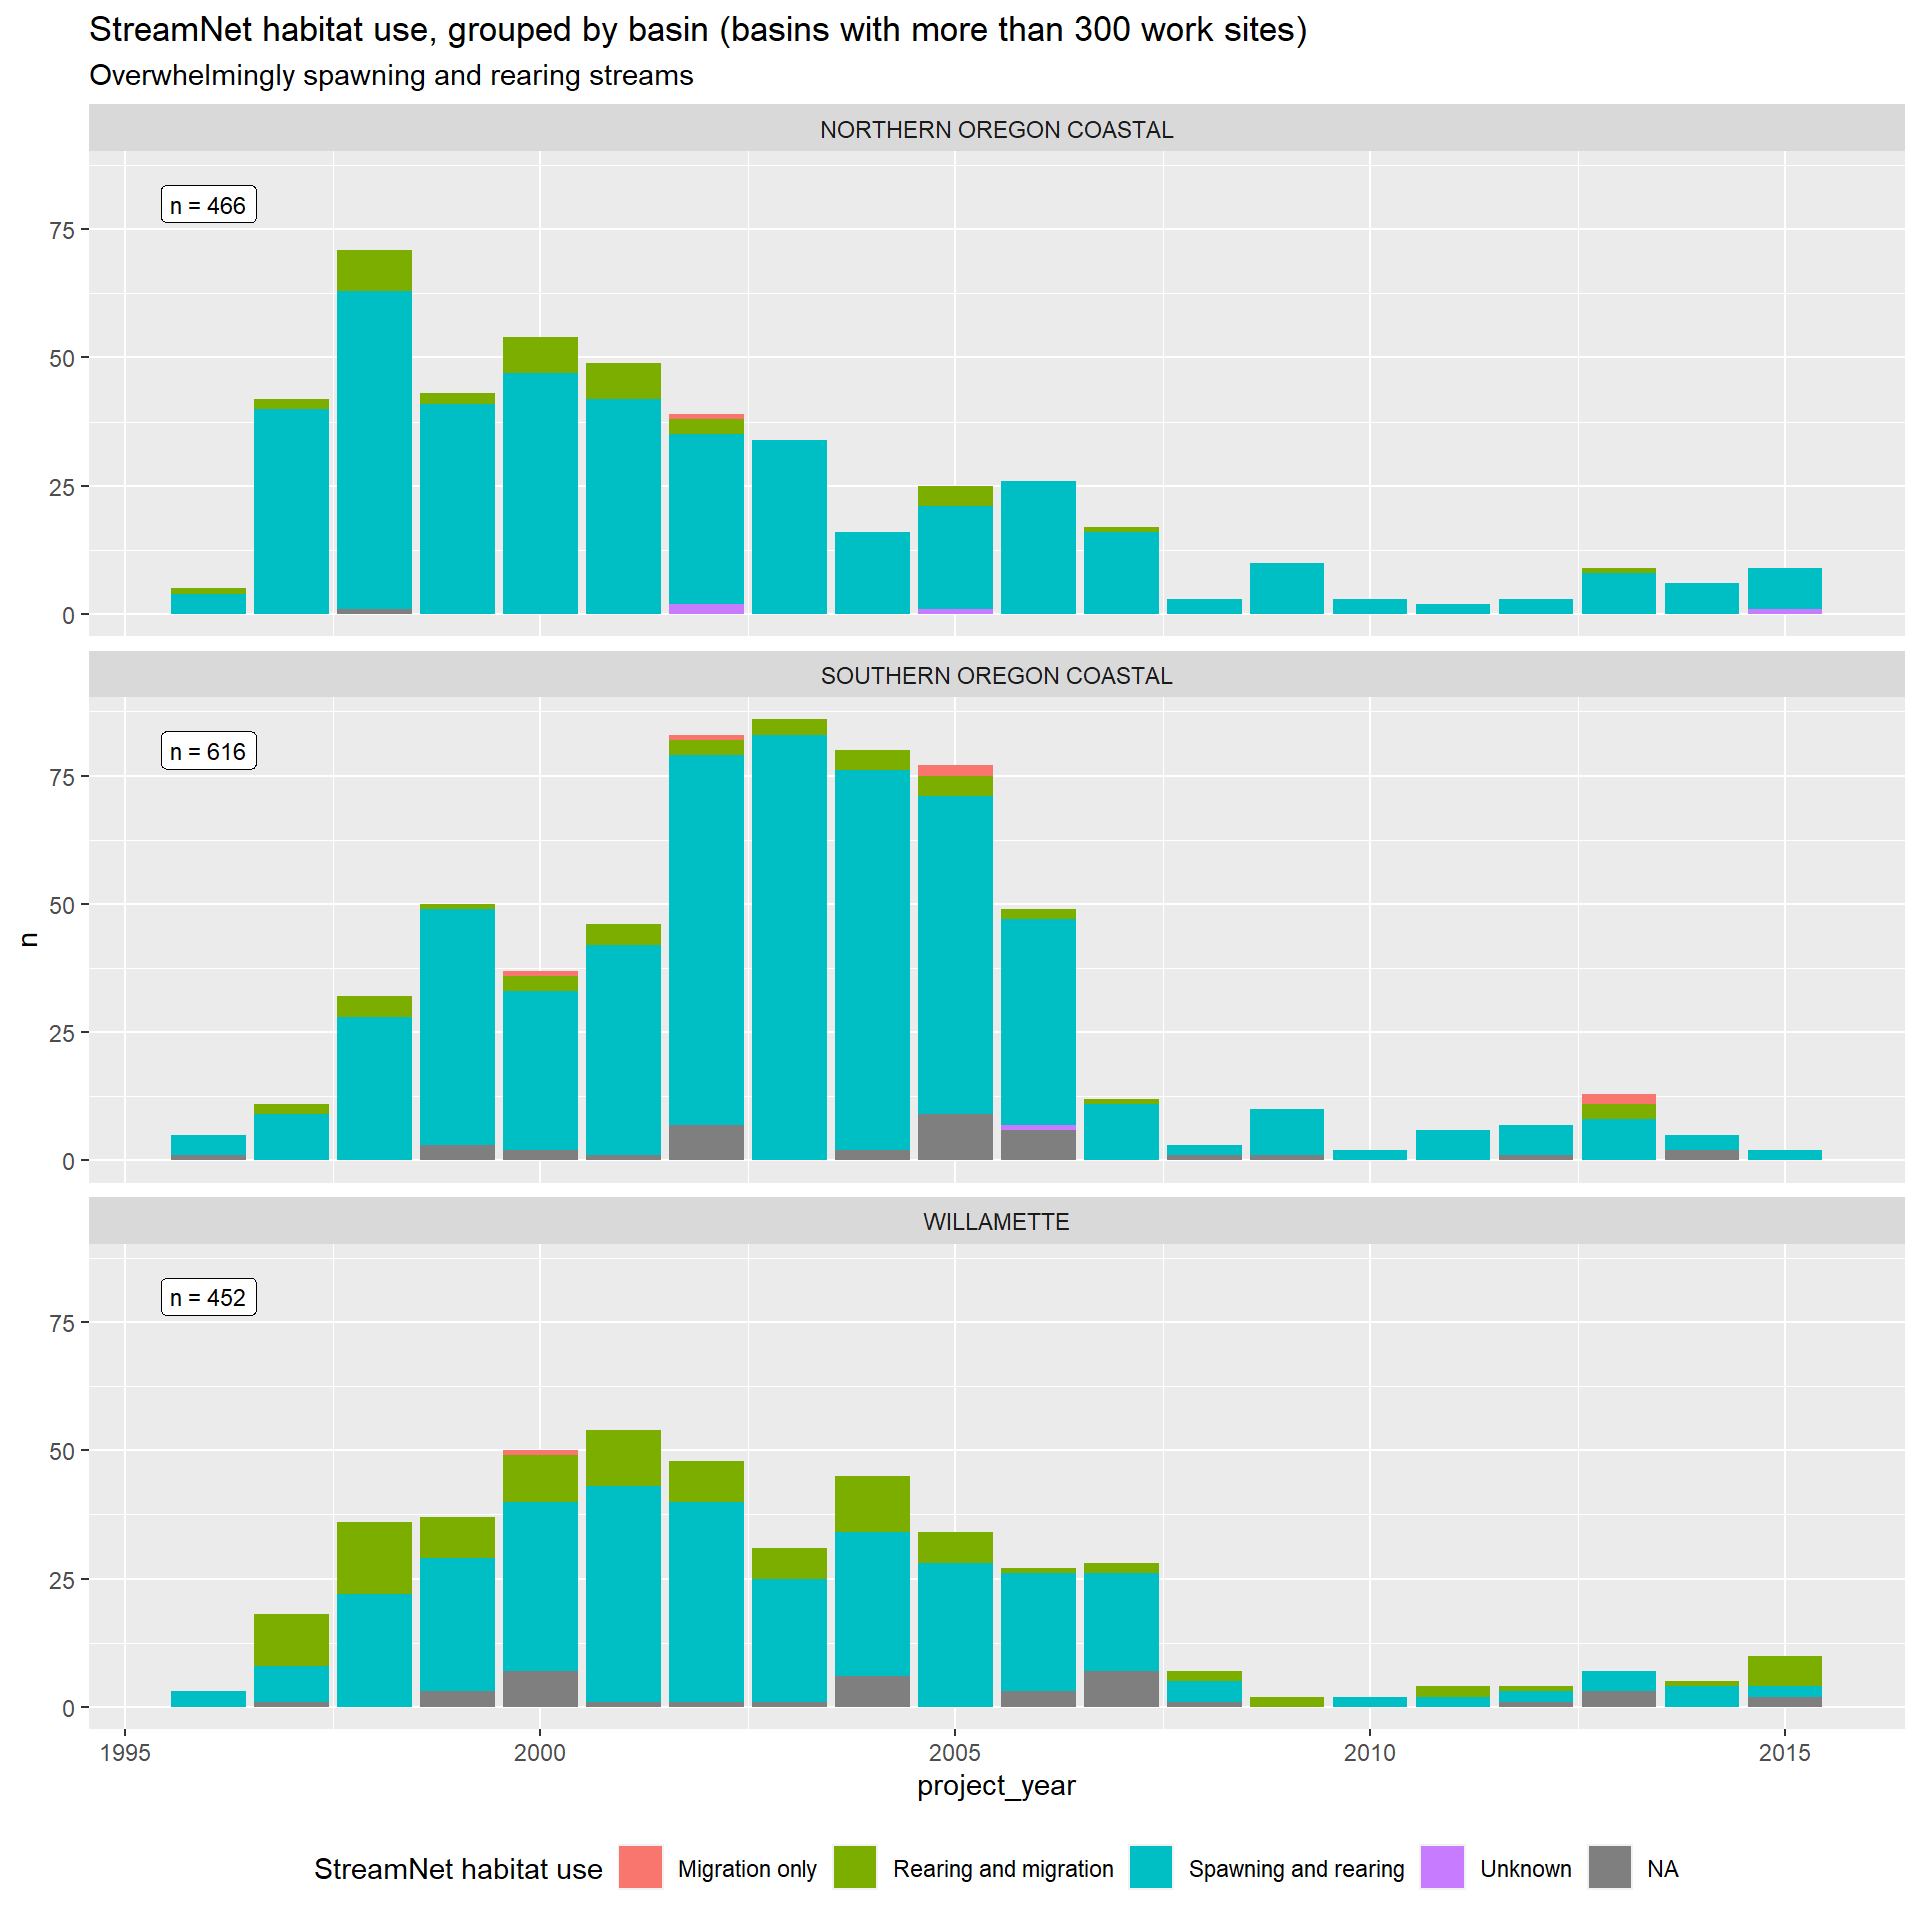 StreamNet habitat use, grouped by basin (basins with more than 300 work sites)
Overwhelmingly spawning and rearing streams
NORTHERN OREGON COASTAL
n = 466
75
50
25
0
SOUTHERN OREGON COASTAL
n = 616
75
50
25
0
n
WILLAMETTE
n = 452
75
50
25
0
1995 2000 2005 2010 2015
project_year
StreamNet habitat use Migration only Rearing and migration Spawning and rearing Unknown NA